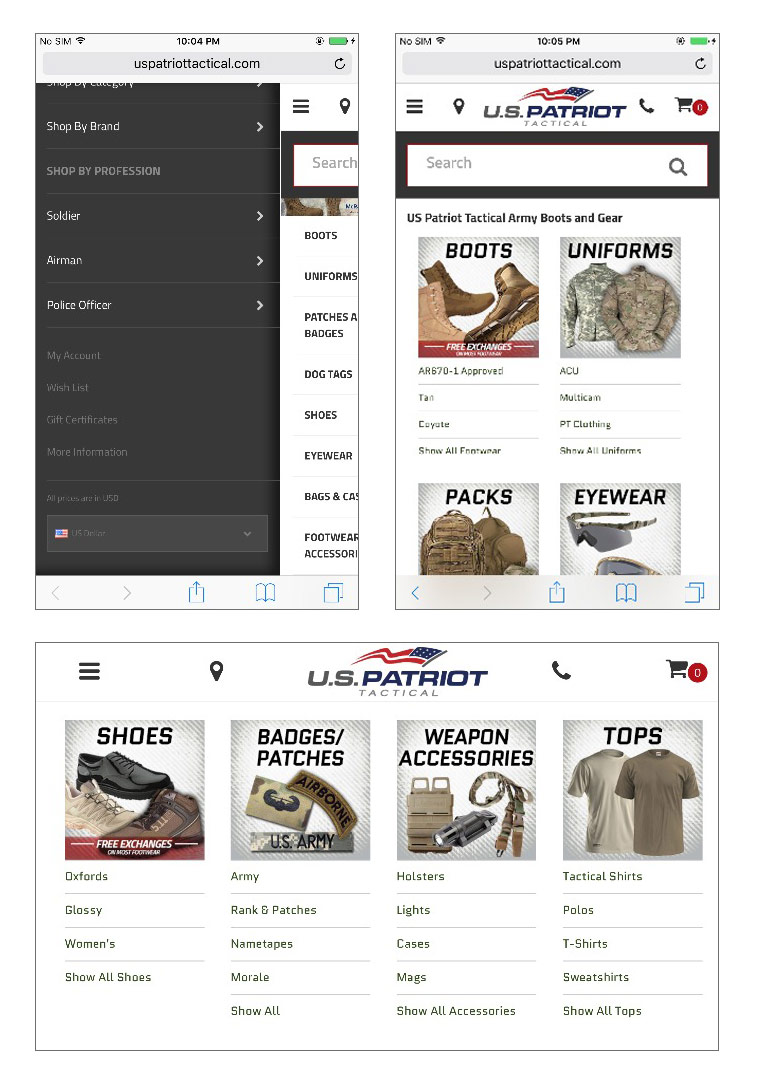 No SIM 10:04 PM
uspatriottactical.com
Shop By Category
Shop By Brand
SHOP BY PROFESSION
Soldier
Airman
Police Officer
My Account
Wish List
Gift Certificates
More Information
All prices are in USD
US Dollar
Search
BOOTS
UNIFORMS
PATCHES A
BADGES
DOG TAGS
SHOES
EYEWEAR
BAGS & CAS
FOOTWEAR
ACCESSORI
No SIM 10:05 PM
uspatriottactical.com
U.S.PATRIOT
TACTICAL
0
Search
US Patriot Tactical Army Boots and Gear
BOOTS
FREE EXCHANGES
ON MOST FOOTWEAR
AR670-1 Approved
Tan
Coyote
Show All Footwear
UNIFORMS
ACU
Multicam
PT Clothing
Show All Uniforms
PACKS
EYEWEAR
U.S.PATRIOT
TACTICAL
0
SHOES
5.11
FREE EXCHANGES
ON MOST FOOTWEAR
Oxfords
Glossy
Women's
Show All Shoes
BADGES/
PATCHES
AIRBORNE
U.S. ARMY
Army
Rank & Patches
Nametapes
Morale
Show All
WEAPON
ACCESSORIES
Holsters
Lights
Cases
Mags
Show All Accessories
TOPS
Tactical Shirts
Polos
T-Shirts
Sweatshirts
Show All Tops